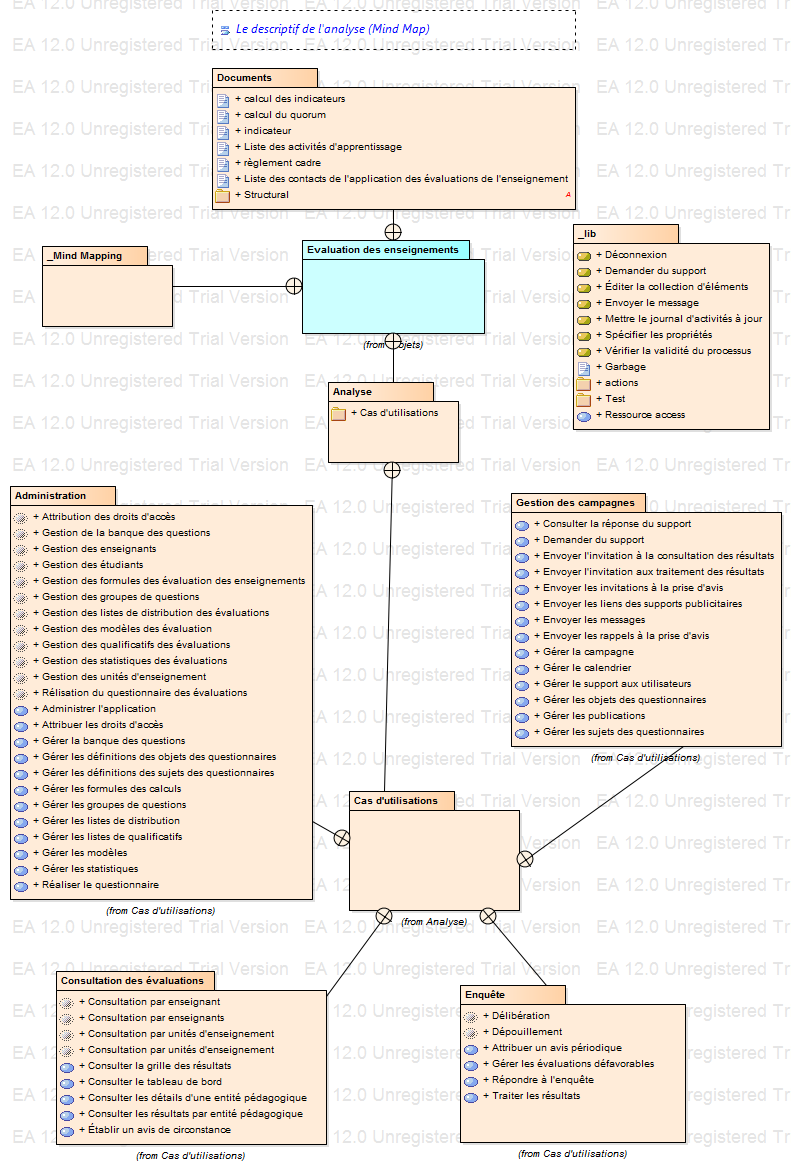 Le descriptif de l'analyse (Mind Map)
Documents
+ calcul des indicateurs
+ calcul du quorum
+ indicateur
+ Liste des activités d'apprentissage
+ règlement cadre
+ Liste des contacts de l'application des évaluations de l'enseignement
+ Structural
A
_Mind Mapping
Evaluation des enseignements
_lib
+ Déconnexion
+ Demander du support
+ Éditer la collection d'éléments
+ Envoyer le message
+ Mettre le journal d'activités à jour
+ Spécifier les propriétés
+ Vérifier la validité du processus
+ Garbage
+ actions
+ Test
+ Ressource access
Analyse
+ Cas d'utilisations
Administration
+ Attribution des droits d'accès
+ Gestion de la banque des questions
+ Gestion des enseignants
+ Gestion des étudiants
+ Gestion des formules des évaluation des enseignements
+ Gestion des groupes de questions
+ Gestion des listes de distribution des évaluations
+ Gestion des modèles des évaluation
+ Gestion des qualificatifs des évaluations
+ Gestion des statistiques des évaluations
+ Gestion des unités d'enseignement
+ Rélisation du questionnaire des évaluations
+ Administrer l'application
+ Attribuer les droits d'accès
+ Gérer la banque des questions
+ Gérer les définitions des objets des questionnaires
+ Gérer les définitions des sujets des questionnaires
+ Gérer les formules des calculs
+ Gérer les groupes de questions
+ Gérer les listes de distribution
+ Gérer les listes de qualificatifs
+ Gérer les modèles
+ Gérer les statistiques
+ Réaliser le questionnaire
(from Cas d'utilisations)
Gestion des campagnes
+ Consulter la réponse du support
+ Demander du support
+ Envoyer l'invitation à la consultation des résultats
+ Envoyer l'invitation aux traitement des résultats
+ Envoyer les invitations à la prise d'avis
+ Envoyer les liens des supports publicitaires
+ Envoyer les messages
+ Envoyer les rappels à la prise d'avis
+ Gérer la campagne
+ Gérer le calendrier
+ Gérer le support aux utilisateurs
+ Gérer les objets des questionnaires
+ Gérer les publications
+ Gérer les sujets des questionnaires
(from Cas d'utilisations)
Cas d'utilisations
(from Analyse)
Consultation des évaluations
+ Consultation par enseignant
+ Consultation par enseignants
+ Consultation par unités d'enseignement
+ Consultation par unités d'enseignement
+ Consulter la grille des résultats
+ Consulter le tableau de bord
+ Consulter les détails d'une entité pédagogique
+ Consulter les résultats par entité pédagogique
+ Établir un avis de circonstance
(from Cas d'utilisations)
Enquête
+ Délibération
+ Dépouillement
+ Attribuer un avis périodique
+ Gérer les évaluations défavorables
+ Répondre à l'enquête
+ Traiter les résultats
(from Cas d'utilisations)
EA 12.0 Unregistered Trial Version